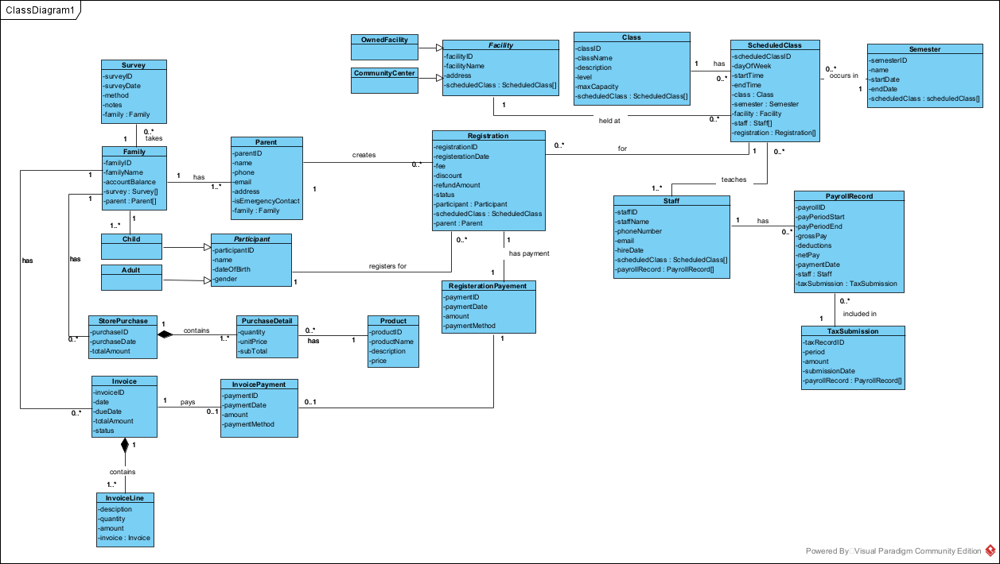 ClassDiagram1
OwnedFacility
CommunityCenter
Facility
-facilityID
-facilityName
-address
-scheduledClass : ScheduledClass[]
Class
-classID
-className
-description
-level
-maxCapacity
-scheduledClass : ScheduledClass[]
1
has
0..*
ScheduledClass
-scheduledClassID
-dayOfWeek
-startTime
-endTime
-class : Class
-semester : Semester
-facility : Facility
-staff : Staff[]
-registration : Registration[]
0..*
occurs in
1
Semester
-semesterID
-name
-startDate
-endDate
-scheduledClass : scheduledClass[]
1
held at
0..*
Survey
-surveyID
-surveyDate
-method
-notes
-family : Family
0..*
1
takes
Family
-familyID
-familyName
-accountBalance
-survey : Survey[]
-parent : Parent[]
1
1
1
has
1..*
Parent
-parentID
-name
-phone
-email
-address
-isEmergencyContact
-family : Family
creates
0..*
1
Registration
-registrationID
-registerationDate
-fee
-discount
-refundAmount
-status
-participant : Participant
-scheduledClass : ScheduledClass
-parent : Parent
0..*
for
1
0..*
teaches
1..*
Staff
-staffID
-staffName
-phoneNumber
-email
-hireDate
-scheduledClass : ScheduledClass[]
-payrollRecord : PayrollRecord[]
1
has
0..*
PayrollRecord
-payrollID
-payPeriodStart
-payPeriodEnd
-grossPay
-deductions
-netPay
-paymentDate
-staff : Staff
-taxSubmission : TaxSubmission
0..*
included in
1
TaxSubmission
-taxRecordID
-period
-amount
-submissionDate
-payrollRecord : PayrollRecord[]
1
1..*
Child
Adult
Participant
-participantID
-name
-dateOfBirth
-gender
1
registers for
0..*
1
has payment
1
RegisterationPayement
-paymentID
-paymentDate
-amount
-paymentMethod
1
has
has
StorePurchase
-purchaseID
-purchaseDate
-totalAmount
0..*
1
contains
1..*
PurchaseDetail
-quantity
-unitPrice
-subTotal
0..*
has
1
Product
-productID
-productName
-description
-price
Invoice
-invoiceID
-date
-dueDate
-totalAmount
-status
0..*
1
pays
0..1
InvoicePayment
-paymentID
-paymentDate
-amount
-paymentMethod
0..1
1
contains
1..*
InvoiceLine
-desciption
-quantity
-amount
-invoice : Invoice
Powered By Visual Paradigm Community Edition